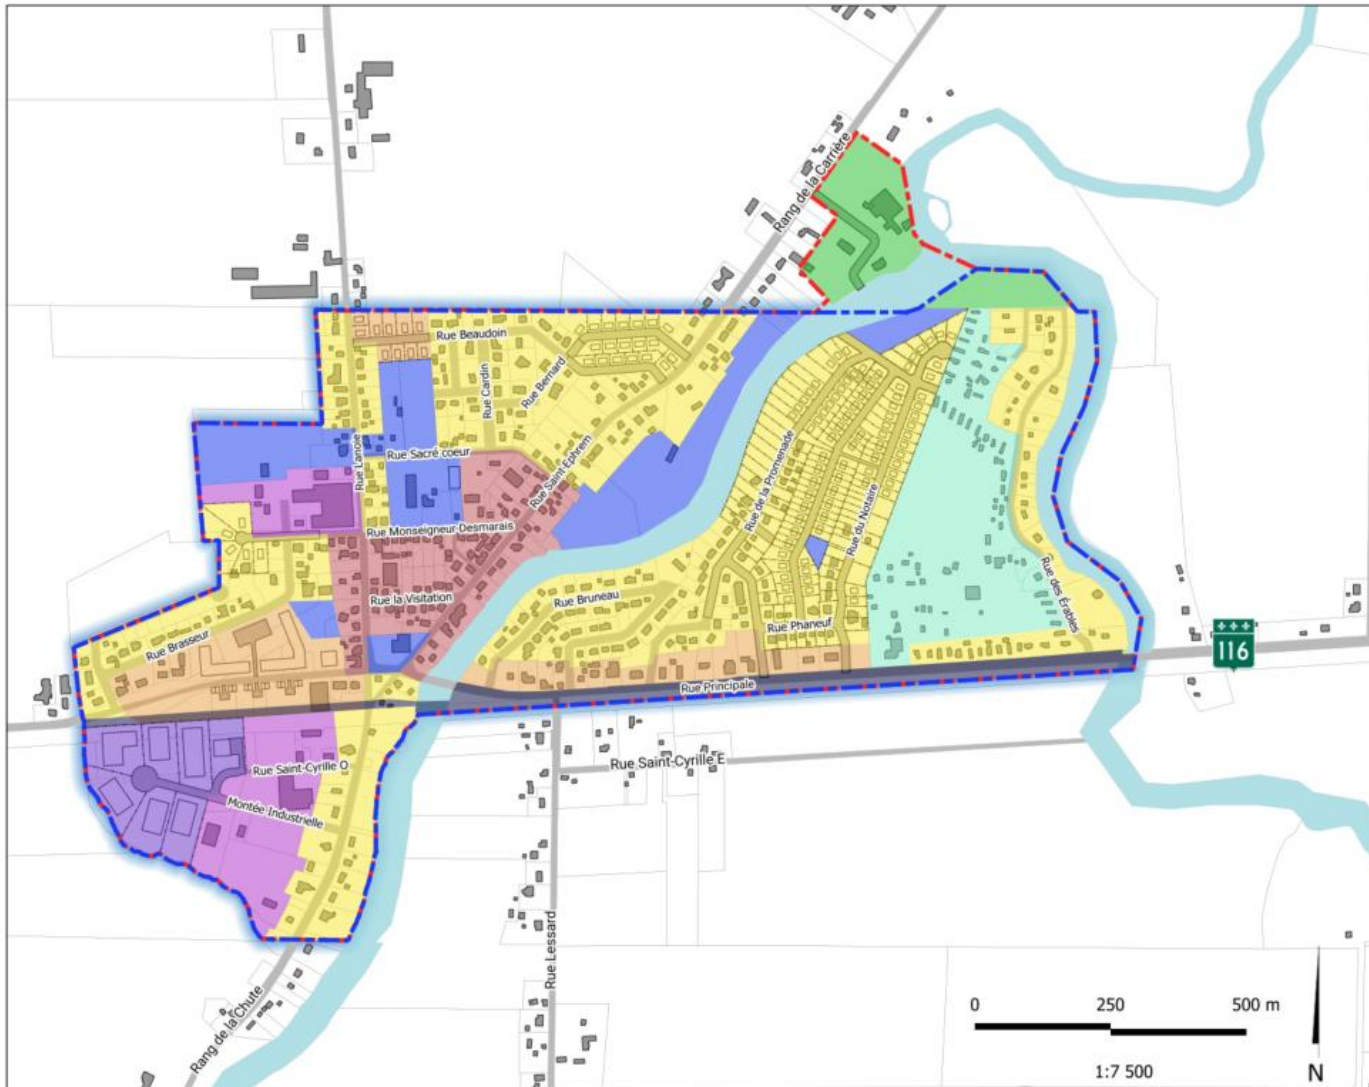 Rang de la Carrière
Rue Beaudoin
Rue Cardin
Rue Bernard
Rue Lanoie
Rue Sacré coeur
Rue Saint-Ephrem
Rue de la Promenade
Rue du Notaire
Rue Monseigneur-Desmarais
Rue la Visitation
Rue Bruneau
Rue des Érables
Rue Phaneuf
Rue Brasseur
116
Rue Principale
Rue Saint-Cyrille O
Rue Saint-Cyrille E
Montée Industrielle
Rue Lessard
Rang de la Chute
0 250 500 m
1:7 500
N